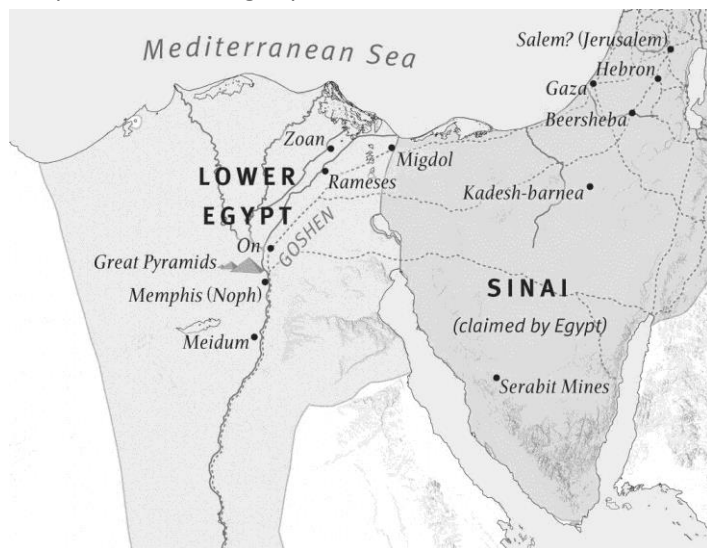 Mediterranean Sea
Salem? (Jerusalem)
Hebron
Gaza
Beersheba
Zoan
Migdol
LOWER
EGYPT
Rameses
Kadesh-barnea
On
GOSHEN
Great Pyramids
Memphis (Noph)
SINAI
(claimed by Egypt)
Meidum
Serabit Mines